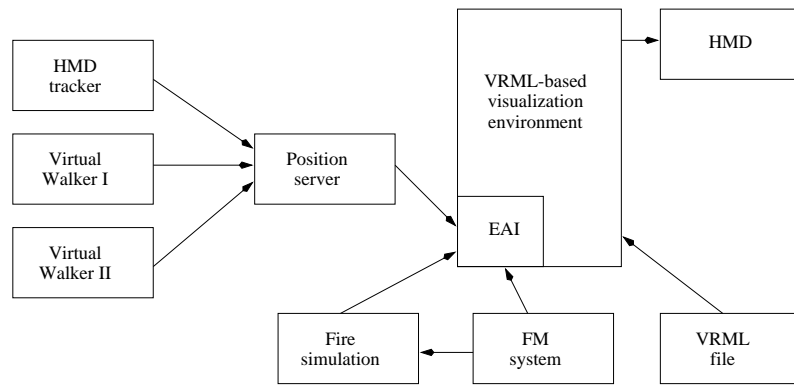 HMD
tracker
Virtual
Walker I
Virtual
Walker II
Position
server
VRML-based
visualization
environment
EAI
HMD
Fire
simulation
FM
system
VRML
file